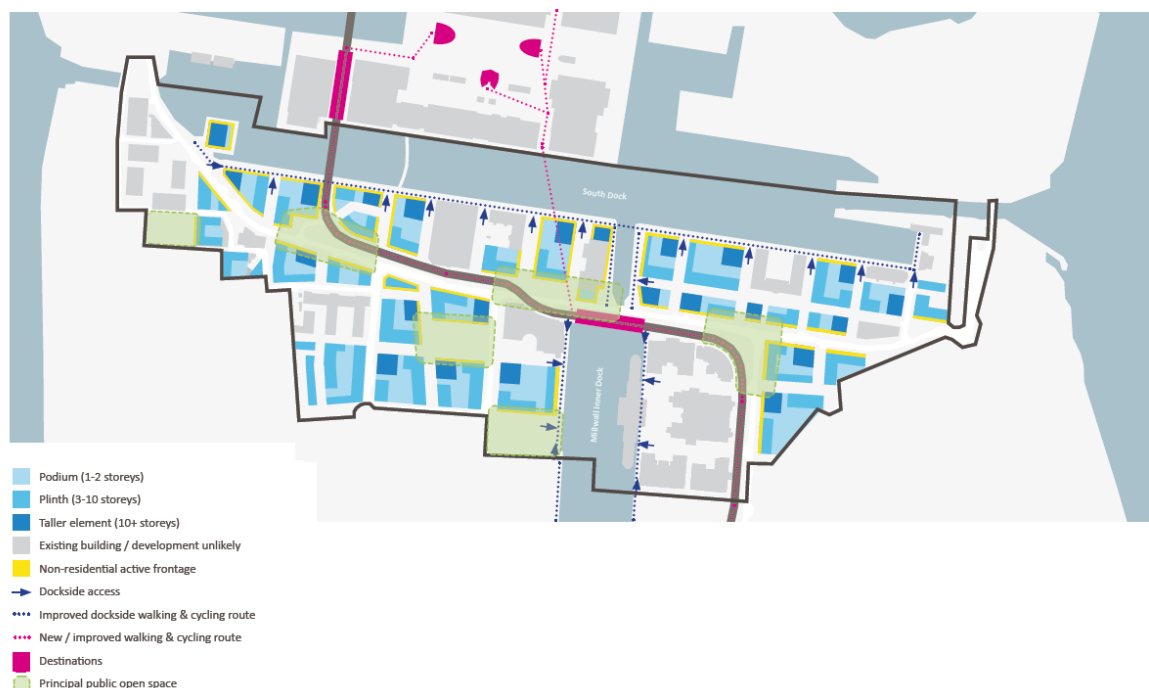 South Dock
Millwall Inner Dock
Podium (1-2 storeys)
Plinth (3-10 storeys)
Taller element (10+ storeys)
Existing building / development unlikely
Non-residential active frontage
Dockside access
Improved dockside walking & cycling route
New / improved walking & cycling route
Destinations
Principal public open space